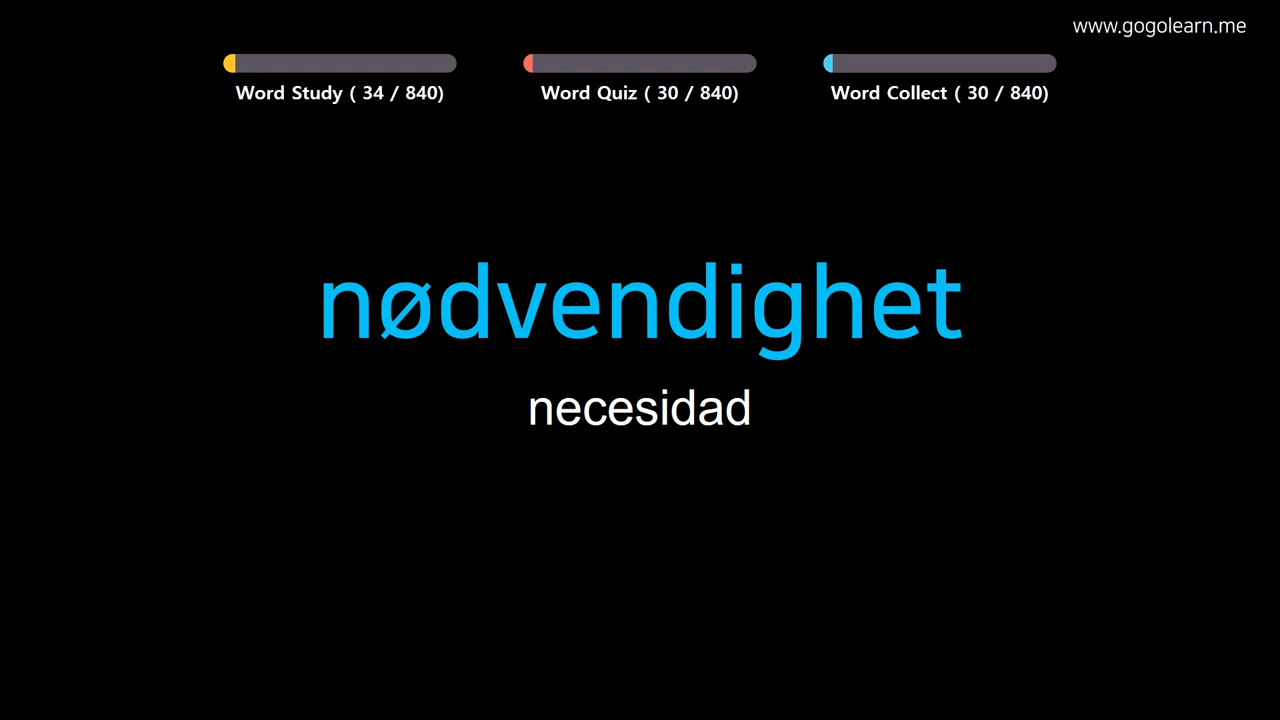 www.gogolearn.me
Word Study ( 34 / 840)
Word Quiz ( 30 / 840)
Word Collect ( 30 / 840)
nødvendighet
necesidad